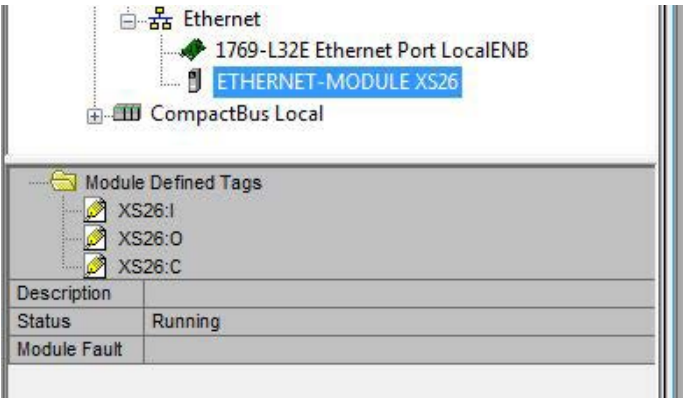 Ethernet
1769-L32E Ethernet Port LocalENB
ETHERNET-MODULE XS26
CompactBus Local
Module Defined Tags
XS26:I
XS26:O
XS26:C
Description
Status Running
Module Fault